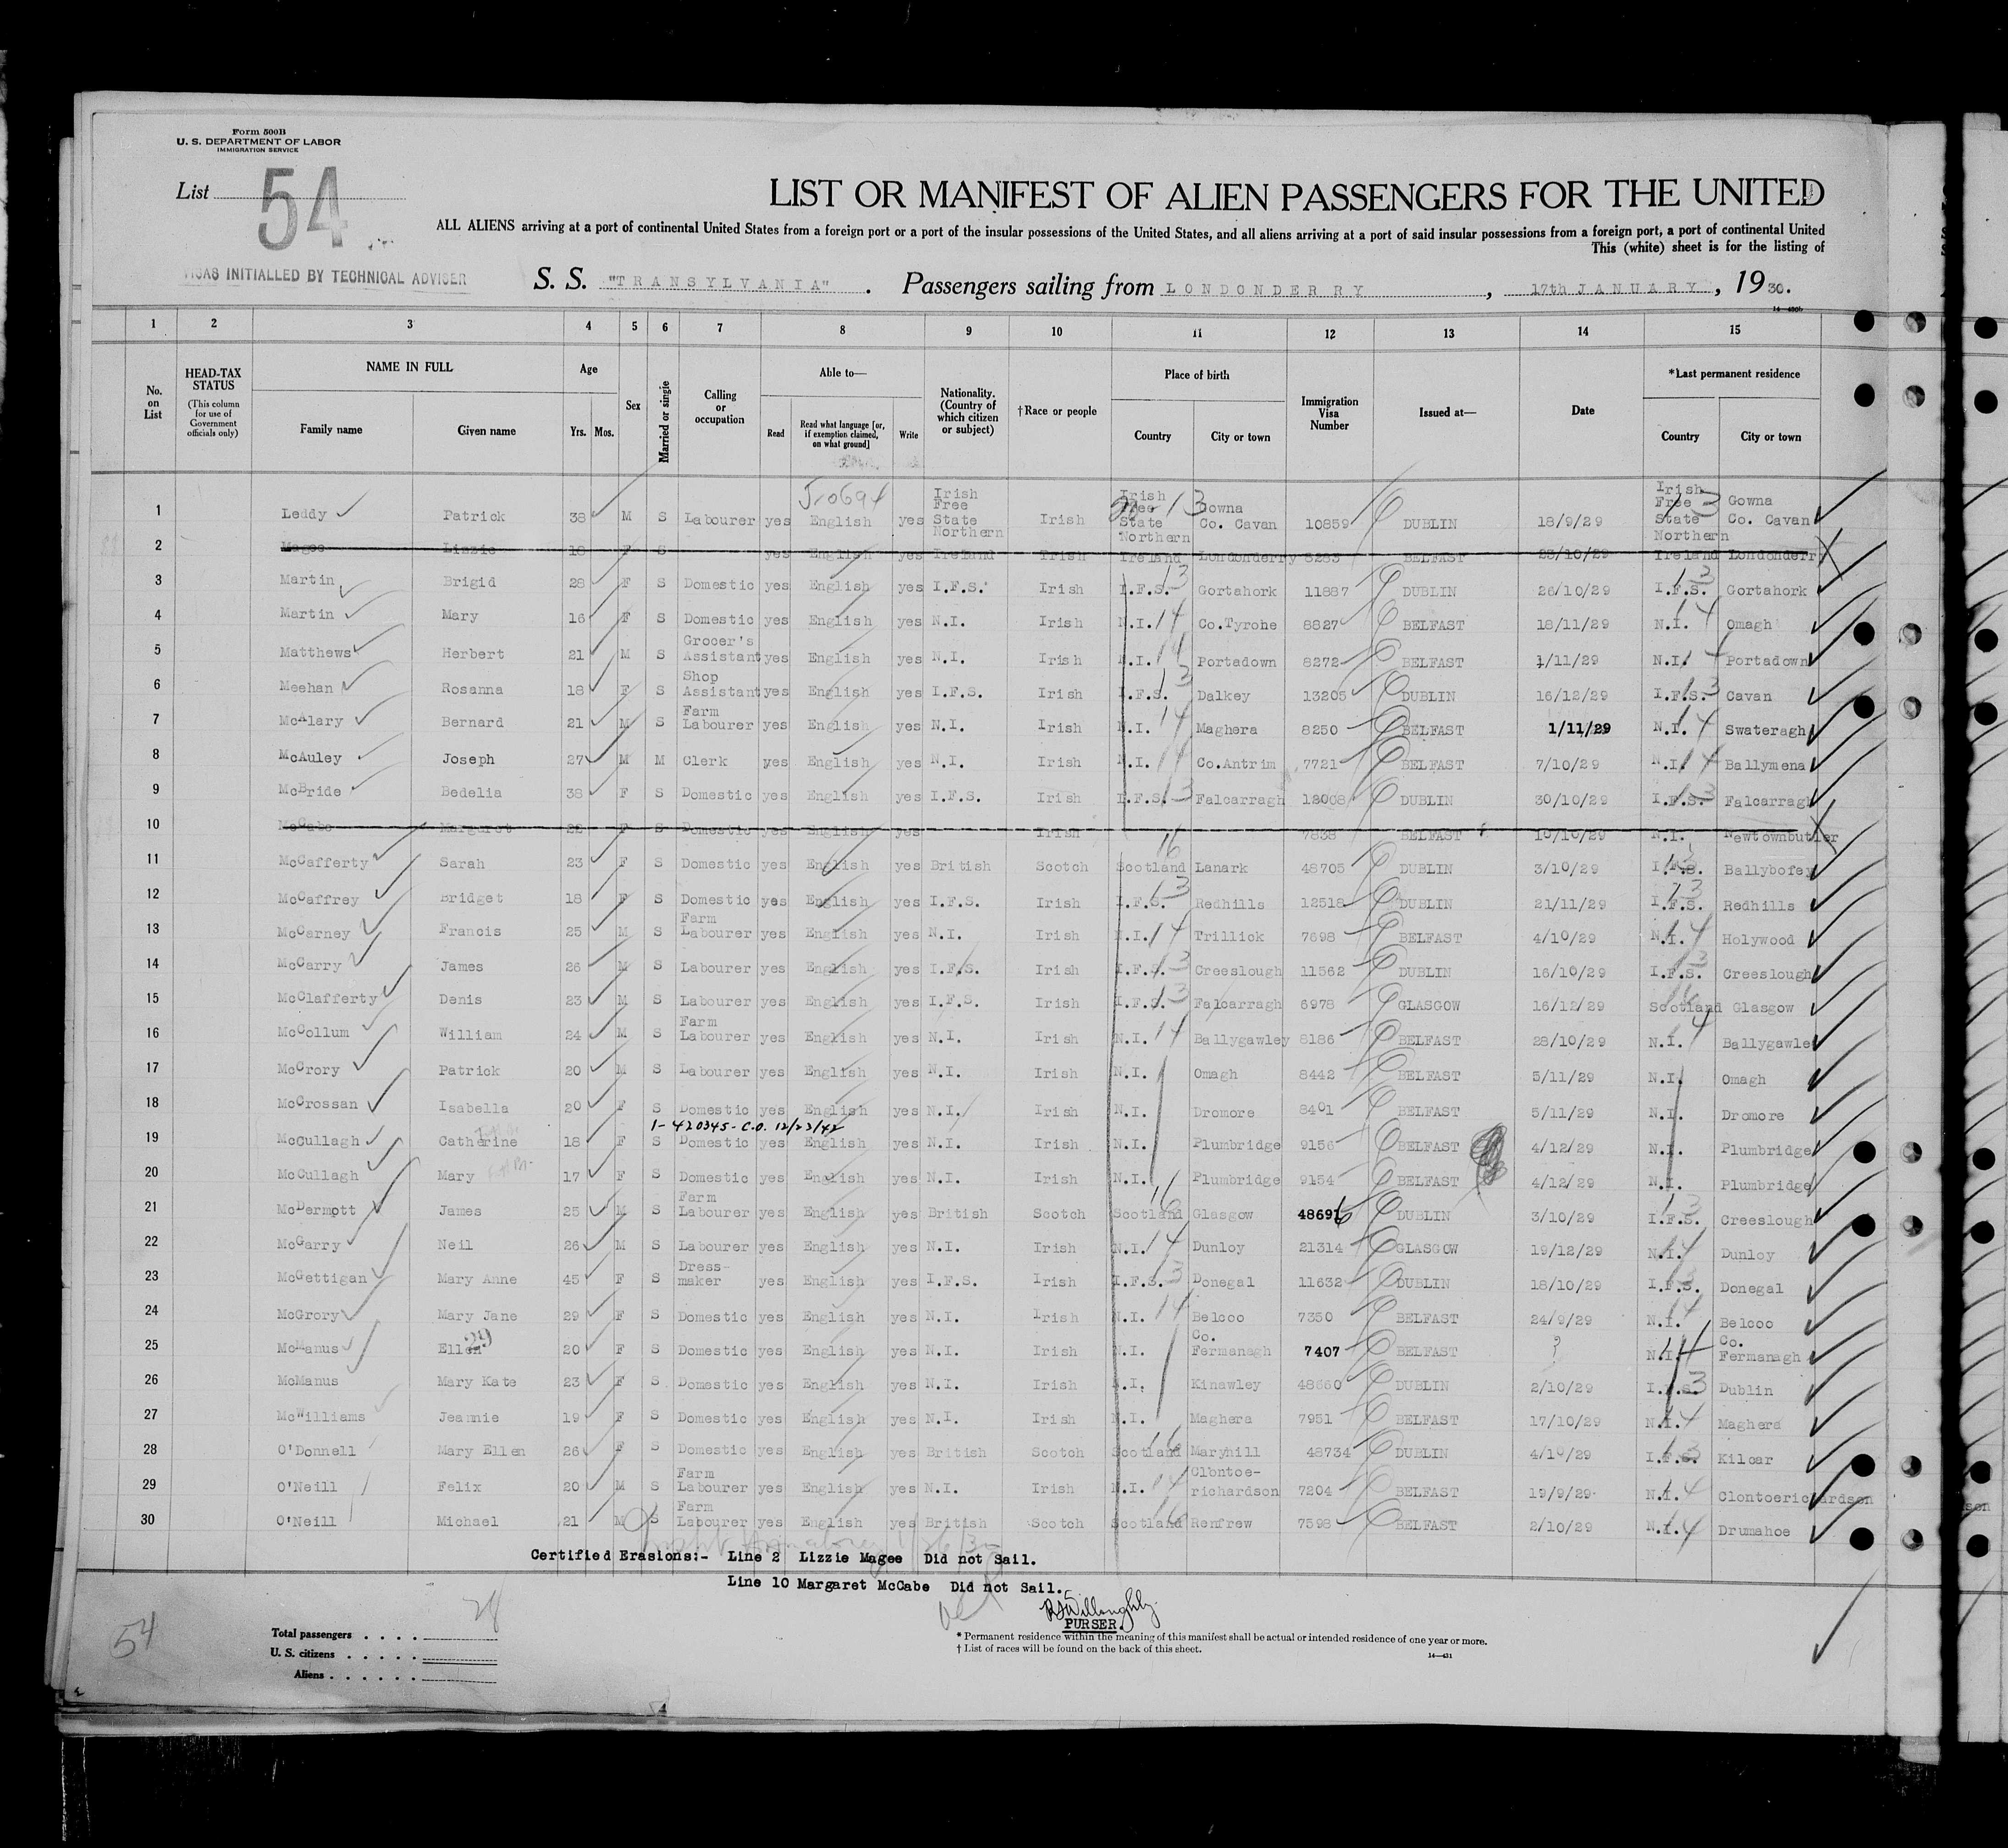 Form 500B
U. S. DEPARTMENT OF LABOR
IMMIGRATION SERVICE
List 54
LIST OR MANIFEST OF ALIEN PASSENGERS FOR THE UNITED
ALL ALIENS arriving at a port of continental United States from a foreign port or a port of the insular possessions of the United States, and all aliens arriving at a port of said insular possessions from a foreign port, a port of continental United
This (white) sheet is for the listing of
VISAS INITIALLED BY TECHNICAL ADVISER
S. S. "TRANSYLVANIA" . Passengers sailing from LONDONDERRY , 17th JANUARY , 1930.
1 2 3 4 5 6 7 8 9 10 11 12 13 14 15
No. on List
HEAD-TAX STATUS (This column for use of Government officials only)
NAME IN FULL Family name Given name
Age Yrs. Mos.
Sex
Married or single
Calling or occupation
Able to— Read Read what language [or, if exemption claimed, on what ground] Write
Nationality. (Country of which citizen or subject)
†Race or people
Place of birth Country City or town
Immigration Visa Number
Issued at—
Date
*Last permanent residence Country City or town
1 Leddy Patrick 38 M S Labourer yes English yes Irish Free State Irish Irish Free State Gowna Co. Cavan 10859 DUBLIN 18/9/29 Irish Free State Gowna Co. Cavan
2 Magee Lizzie 18 F S yes English yes Northern Ireland Irish Northern Ireland Londonderry 8283 BELFAST 23/10/29 Northern Ireland Londonderr
3 Martin Brigid 28 F S Domestic yes English yes I.F.S. Irish I.F.S. Gortahork 11887 DUBLIN 26/10/29 I.F.S. Gortahork
4 Martin Mary 16 F S Domestic yes English yes N.I. Irish N.I. Co.Tyrohe 8827 BELFAST 18/11/29 N.I. Omagh
5 Matthews Herbert 21 M S Grocer's Assistant yes English yes N.I. Irish N.I. Portadown 8272 BELFAST 1/11/29 N.I. Portadown
6 Meehan Rosanna 18 F S Shop Assistant yes English yes I.F.S. Irish I.F.S. Dalkey 13205 DUBLIN 16/12/29 I.F.S. Cavan
7 McAlary Bernard 21 M S Farm Labourer yes English yes N.I. Irish N.I. Maghera 8250 BELFAST 1/11/29 N.I. Swateragh
8 McAuley Joseph 27 M M Clerk yes English yes N.I. Irish N.I. Co.Antrim 7721 BELFAST 7/10/29 N.I. Ballymena
9 McBride Bedelia 38 F S Domestic yes English yes I.F.S. Irish I.F.S. Falcarragh 12008 DUBLIN 30/10/29 I.F.S. Falcarragh
10 McCabe Margaret 22 F S Domestic yes English yes Irish 7838 BELFAST 10/10/29 N.I. Newtownbutler
11 McCafferty Sarah 23 F S Domestic yes English yes British Scotch Scotland Lanark 48705 DUBLIN 3/10/29 I.F.S. Ballybofey
12 McCaffrey Bridget 18 F S Domestic yes English yes I.F.S. Irish I.F.S. Redhills 12518 DUBLIN 21/11/29 I.F.S. Redhills
13 McCarney Francis 25 M S Farm Labourer yes English yes N.I. Irish N.I. Trillick 7698 BELFAST 4/10/29 N.I. Holywood
14 McCarry James 26 M S Labourer yes English yes I.F.S. Irish I.F.S. Creeslough 11562 DUBLIN 16/10/29 I.F.S. Creeslough
15 McClafferty Denis 23 M S Labourer yes English yes I.F.S. Irish I.F.S. Falcarragh 6978 GLASGOW 16/12/29 Scotland Glasgow
16 McCollum William 24 M S Farm Labourer yes English yes N.I. Irish N.I. Ballygawley 8186 BELFAST 28/10/29 N.I. Ballygawle
17 McCrory Patrick 20 M S Labourer yes English yes N.I. Irish N.I. Omagh 8442 BELFAST 5/11/29 N.I. Omagh
18 McCrossan Isabella 20 F S Domestic yes English yes N.I. Irish N.I. Dromore 8401 BELFAST 5/11/29 N.I. Dromore
1-420345-C.O. 12/23/42
19 McCullagh Catherine 18 F S Domestic yes English yes N.I. Irish N.I. Plumbridge 9156 BELFAST 4/12/29 N.I. Plumbridge
20 McCullagh Mary 17 F S Domestic yes English yes N.I. Irish N.I. Plumbridge 9154 BELFAST 4/12/29 N.I. Plumbridge
21 McDermott James 25 M S Farm Labourer yes English yes British Scotch Scotland Glasgow 48696 DUBLIN 3/10/29 I.F.S. Creeslough
22 McGarry Neil 26 M S Labourer yes English yes N.I. Irish N.I. Dunloy 21314 GLASGOW 19/12/29 N.I. Dunloy
23 McGettigan Mary Anne 45 F S Dress-maker yes English yes I.F.S. Irish I.F.S. Donegal 11632 DUBLIN 18/10/29 I.F.S. Donegal
24 McGrory Mary Jane 29 F S Domestic yes English yes N.I. Irish N.I. Belcoo 7350 BELFAST 24/9/29 N.I. Belcoo
25 McManus Ellen 29 20 F S Domestic yes English yes N.I. Irish N.I. Co. Fermanagh 7407 BELFAST ? N.I. Co. Fermanagh
26 McManus Mary Kate 23 F S Domestic yes English yes N.I. Irish N.I. Kinawley 48660 DUBLIN 2/10/29 I.F.S. Dublin
27 McWilliams Jeannie 19 F S Domestic yes English yes N.I. Irish N.I. Maghera 7951 BELFAST 17/10/29 N.I. Maghera
28 O'Donnell Mary Ellen 26 F S Domestic yes English yes British Scotch Scotland Maryhill 48734 DUBLIN 4/10/29 I.F.S. Kilcar
29 O'Neill Felix 20 M S Farm Labourer yes English yes N.I. Irish N.I. Clontoe-richardson 7204 BELFAST 19/9/29 N.I. Clontoerichardson
30 O'Neill Michael 21 M S Farm Labourer yes English yes British Scotch Scotland Renfrew 7598 BELFAST 2/10/29 N.I. Drumahoe
Certified Erasions:- Line 2 Lizzie Magee Did not Sail.
Line 10 Margaret McCabe Did not Sail.
PURSER.
54
28
Total passengers
U. S. citizens
Aliens
* Permanent residence within the meaning of this manifest shall be actual or intended residence of one year or more.
† List of races will be found on the back of this sheet.
14—431